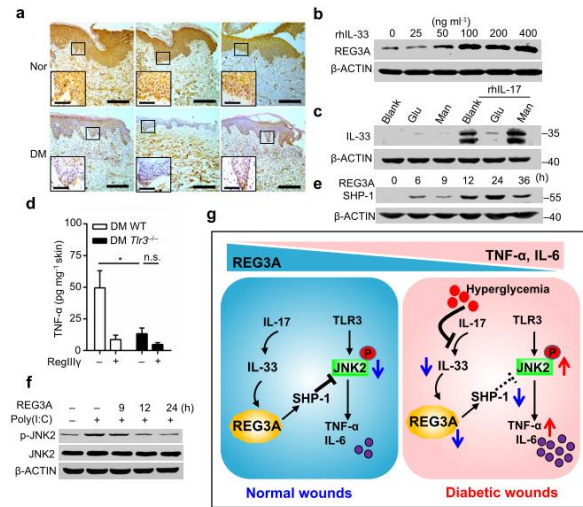 a
Nor
DM
b
(ng ml⁻¹)
rhIL-33 0 25 50 100 200 400
REG3A
β-ACTIN
rhIL-17
c
Blank Glu Man Blank Glu Man
IL-33 –35
β-ACTIN –40
e
REG3A 0 6 9 12 24 36 (h)
SHP-1 –55
β-ACTIN –40
d
DM WT
DM Tlr3⁻/⁻
TNF-α (pg mg⁻¹ skin)
80
60
40
20
0
* n.s.
– + – +
RegIIIγ
f
REG3A – – 9 12 24 (h)
Poly(I:C) – + + + +
p-JNK2
JNK2
β-ACTIN
g
REG3A
TNF-α, IL-6
IL-17
IL-33
REG3A
SHP-1
TLR3
P
JNK2
TNF-α
IL-6
Normal wounds
Hyperglycemia
IL-17
IL-33
REG3A
SHP-1
TLR3
P
JNK2
TNF-α
IL-6
Diabetic wounds